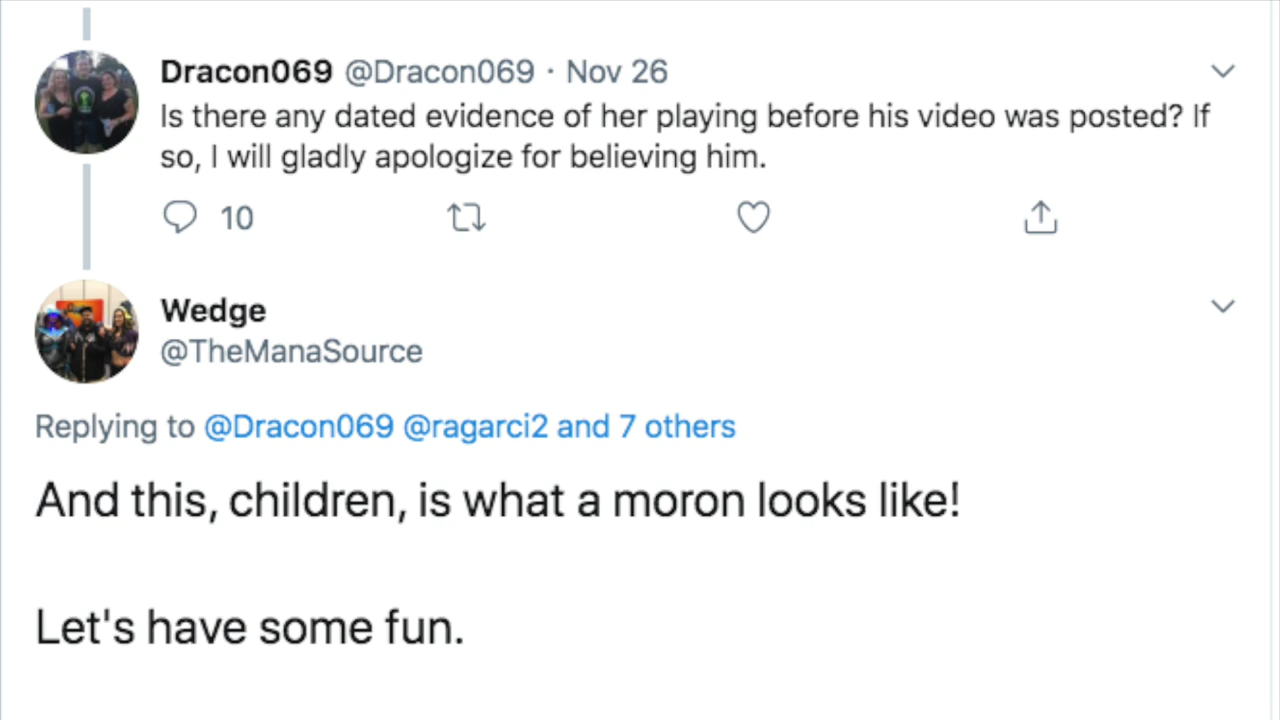 Dracon069 @Dracon069 · Nov 26
Is there any dated evidence of her playing before his video was posted? If
so, I will gladly apologize for believing him.
10
Wedge
@TheManaSource
Replying to @Dracon069 @ragarci2 and 7 others
And this, children, is what a moron looks like!
Let's have some fun.